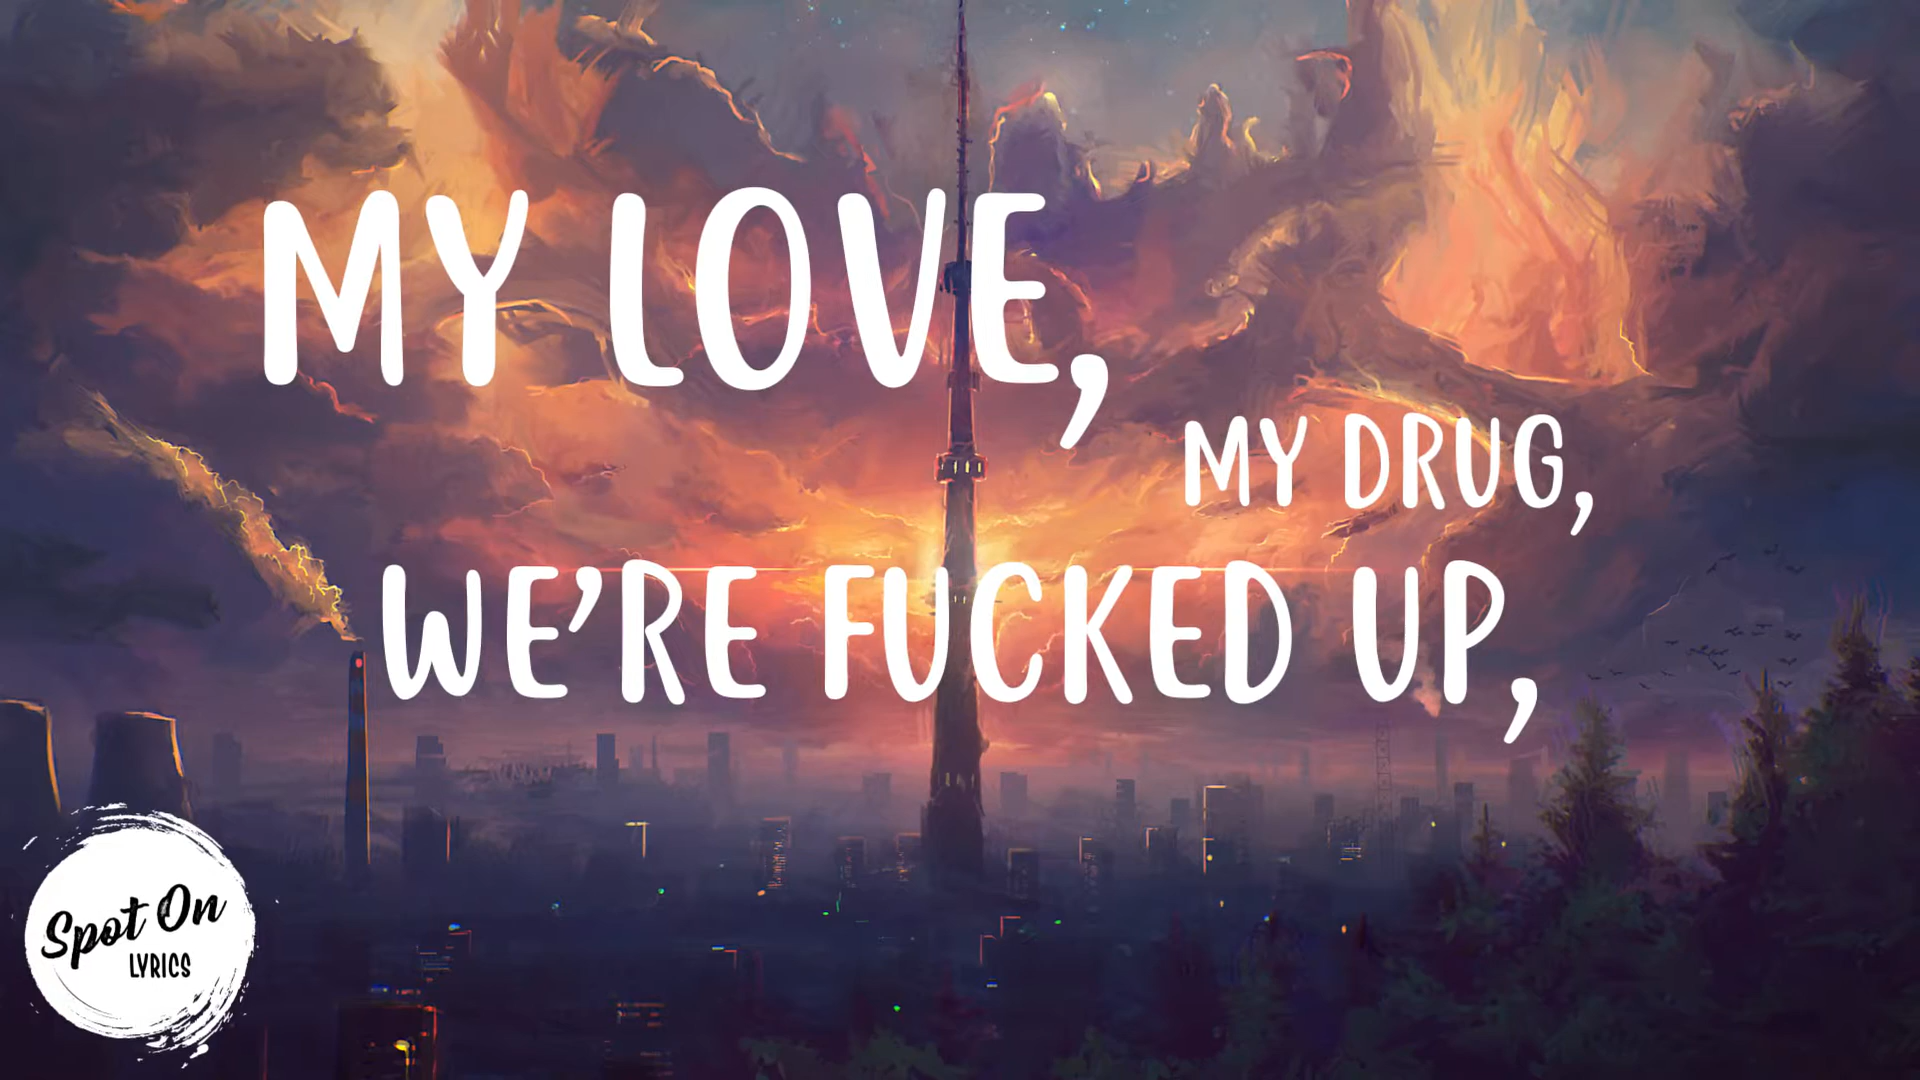 MY LOVE,
MY DRUG,
WE'RE FUCKED UP,
Spot On
LYRICS